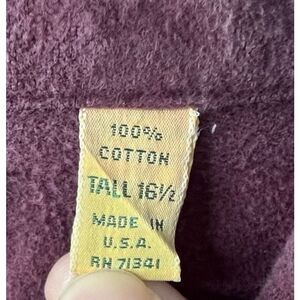 100%
COTTON
TALL 16½
MADE IN
U.S.A.
RN 71341